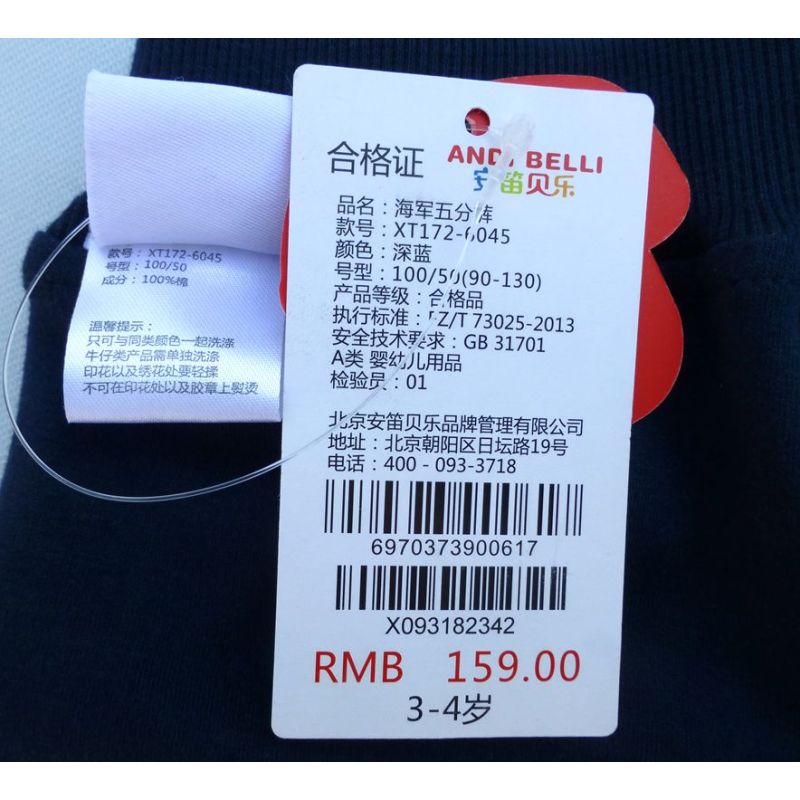 款号：XT172-6045
号型：100/50
成分：100%棉
温馨提示：
只可与同类颜色一起洗涤
牛仔类产品需单独洗涤
印花以及绣花处要轻揉
不可在印花处以及胶章上熨烫
合格证
ANDI BELLI
安笛贝乐
品名：海军五分裤
款号：XT172-6045
颜色：深蓝
号型：100/50(90-130)
产品等级：合格品
执行标准：FZ/T 73025-2013
安全技术要求：GB 31701
A类 婴幼儿用品
检验员：01
北京安笛贝乐品牌管理有限公司
地址：北京朝阳区日坛路19号
电话：400 - 093-3718
6970373900617
X093182342
RMB 159.00
3-4岁